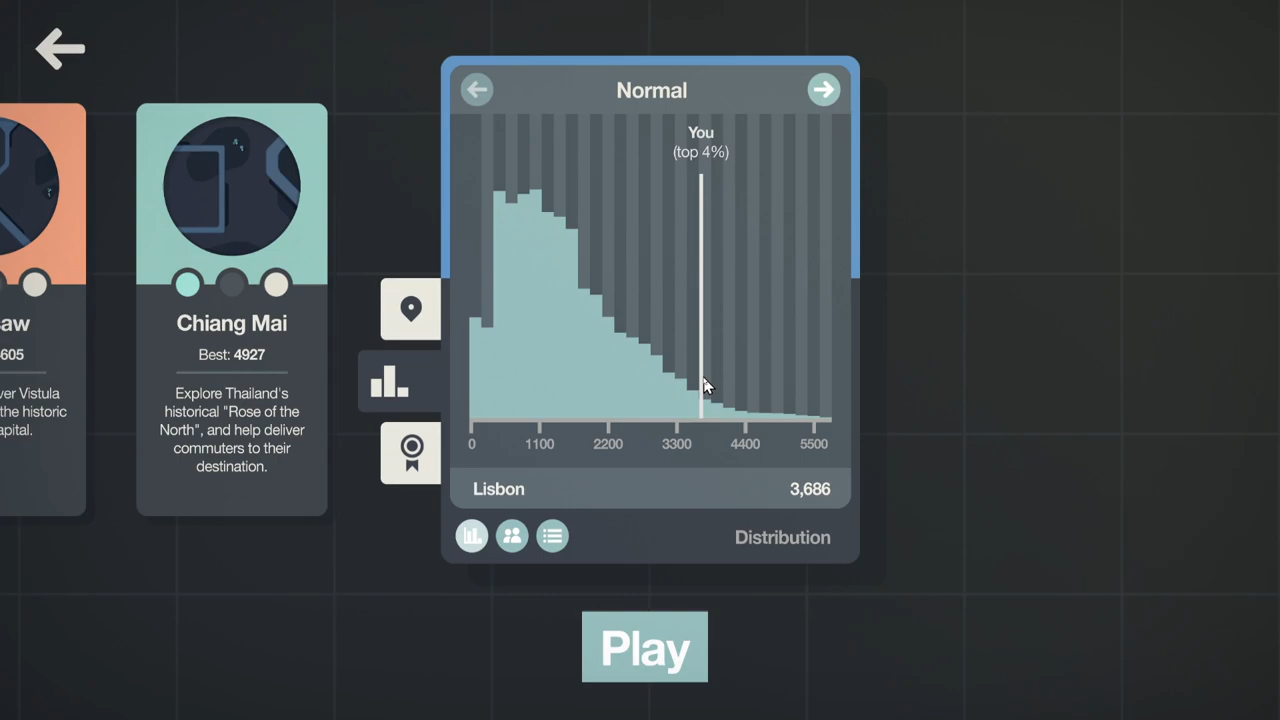 Normal
You
(top 4%)
0 1100 2200 3300 4400 5500
Lisbon 3,686
Distribution
Play
aw
605
er Vistula
the historic
apital.
Chiang Mai
Best: 4927
Explore Thailand's
historical "Rose of the
North", and help deliver
commuters to their
destination.